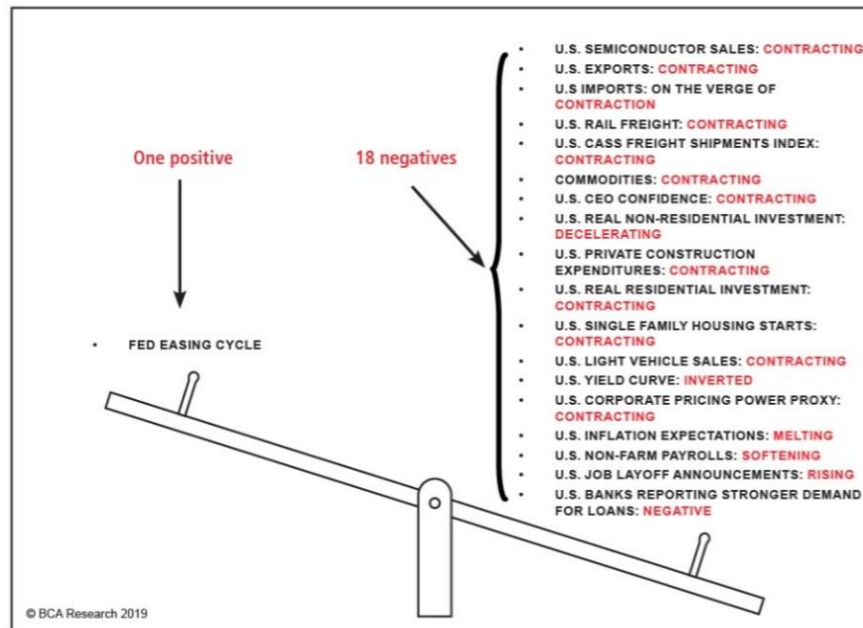 One positive
18 negatives
• FED EASING CYCLE
• U.S. SEMICONDUCTOR SALES: CONTRACTING
• U.S. EXPORTS: CONTRACTING
• U.S IMPORTS: ON THE VERGE OF
CONTRACTION
• U.S. RAIL FREIGHT: CONTRACTING
• U.S. CASS FREIGHT SHIPMENTS INDEX:
CONTRACTING
• COMMODITIES: CONTRACTING
• U.S. CEO CONFIDENCE: CONTRACTING
• U.S. REAL NON-RESIDENTIAL INVESTMENT:
DECELERATING
• U.S. PRIVATE CONSTRUCTION
EXPENDITURES: CONTRACTING
• U.S. REAL RESIDENTIAL INVESTMENT:
CONTRACTING
• U.S. SINGLE FAMILY HOUSING STARTS:
CONTRACTING
• U.S. LIGHT VEHICLE SALES: CONTRACTING
• U.S. YIELD CURVE: INVERTED
• U.S. CORPORATE PRICING POWER PROXY:
CONTRACTING
• U.S. INFLATION EXPECTATIONS: MELTING
• U.S. NON-FARM PAYROLLS: SOFTENING
• U.S. JOB LAYOFF ANNOUNCEMENTS: RISING
• U.S. BANKS REPORTING STRONGER DEMAND
FOR LOANS: NEGATIVE
© BCA Research 2019